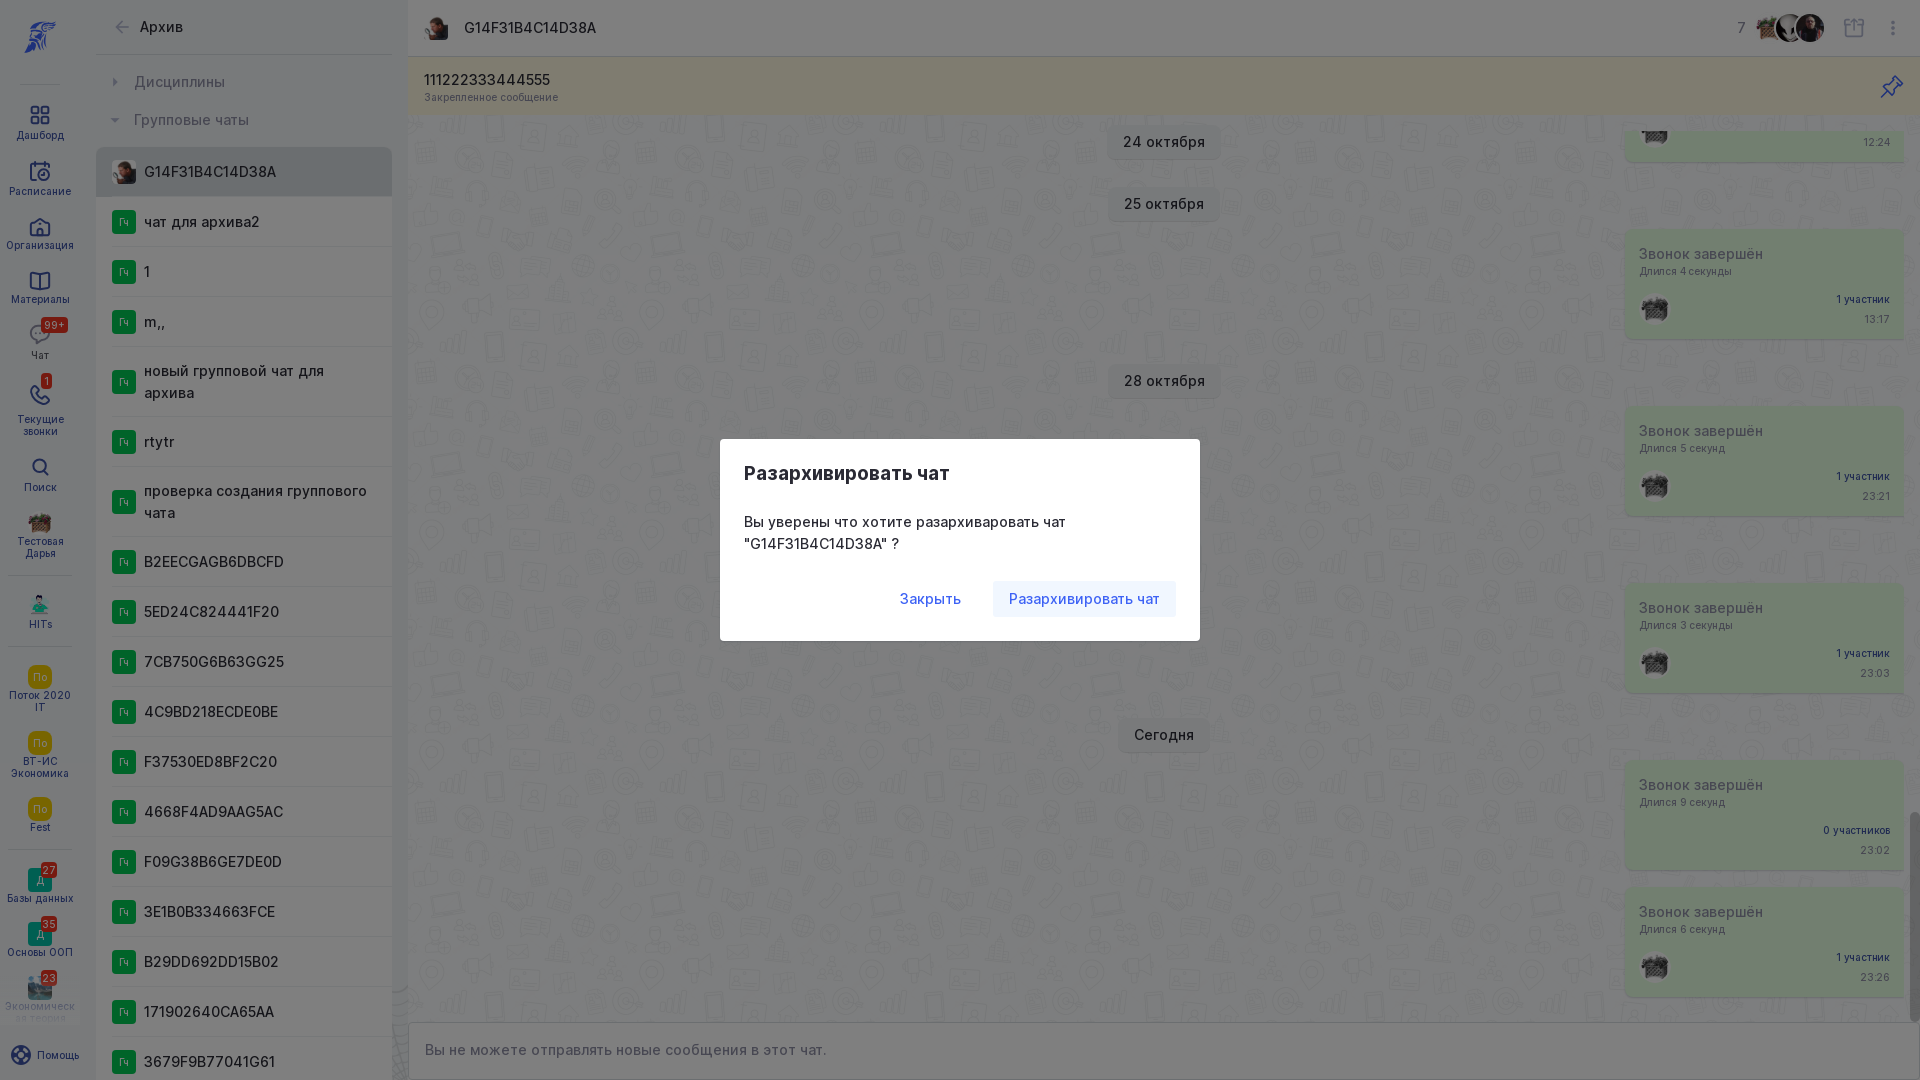 Дашборд
Расписание
Организация
Материалы
99+
Чат
1
Текущие
звонки
Поиск
Тестовая
Дарья
HITs
По
Поток 2020
IT
По
ВТ-ИС
Экономика
По
Fest
27
Д
Базы данных
35
Д
Основы ООП
23
Экономическ
ая теория
Помощь
Архив
Дисциплины
Групповые чаты
G14F31B4C14D38A
Гч
чат для архива2
Гч
1
Гч
m,,
Гч
новый групповой чат для
архива
Гч
rtytr
Гч
проверка создания группового
чата
Гч
B2EECGAGB6DBCFD
Гч
5ED24C824441F20
Гч
7CB750G6B63GG25
Гч
4C9BD218ECDE0BE
Гч
F37530ED8BF2C20
Гч
4668F4AD9AAG5AC
Гч
F09G38B6GE7DE0D
Гч
3E1B0B334663FCE
Гч
B29DD692DD15B02
Гч
171902640CA65AA
Гч
3679F9B77041G61
G14F31B4C14D38A
7
111222333444555
Закрепленное сообщение
24 октября
12:24
25 октября
Звонок завершён
Длился 4 секунды
1 участник
13:17
28 октября
Звонок завершён
Длился 5 секунд
1 участник
23:21
Разархивировать чат
Вы уверены что хотите разархиваровать чат
"G14F31B4C14D38A" ?
Закрыть
Разархивировать чат
Звонок завершён
Длился 3 секунды
1 участник
23:03
Сегодня
Звонок завершён
Длился 9 секунд
0 участников
23:02
Звонок завершён
Длился 6 секунд
1 участник
23:26
Вы не можете отправлять новые сообщения в этот чат.